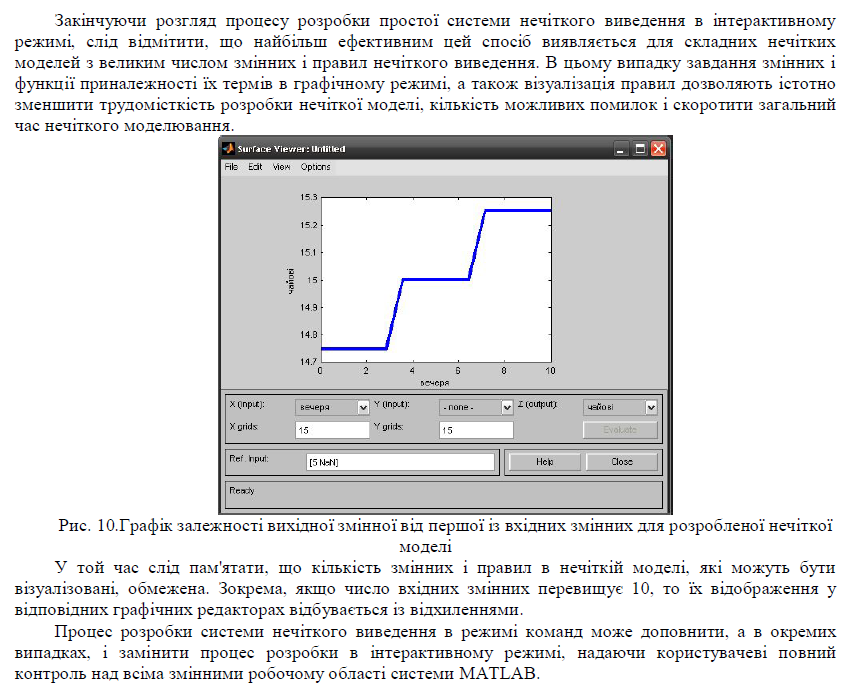 Закінчуючи розгляд процесу розробки простої системи нечіткого виведення в інтерактивному
режимі, слід відмітити, що найбільш ефективним цей спосіб виявляється для складних нечітких
моделей з великим числом змінних і правил нечіткого виведення. В цьому випадку завдання змінних і
функції приналежності їх термів в графічному режимі, а також візуалізація правил дозволяють істотно
зменшити трудомісткість розробки нечіткої моделі, кількість можливих помилок і скоротити загальний
час нечіткого моделювання.
Surface Viewer: Untitled
File Edit View Options
15.3
15.2
15.1
15
14.9
14.8
14.7
чайові
0 2 4 6 8 10
вечеря
X (input): вечеря Y (input): - none - Z (output): чайові
X grids: 15 Y grids: 15 Evaluate
Ref. Input: [5 NaN] Help Close
Ready
Рис. 10.Графік залежності вихідної змінної від першої із вхідних змінних для розробленої нечіткої
моделі
У той час слід пам'ятати, що кількість змінних і правил в нечіткій моделі, які можуть бути
візуалізовані, обмежена. Зокрема, якщо число вхідних змінних перевищує 10, то їх відображення у
відповідних графічних редакторах відбувається із відхиленнями.
Процес розробки системи нечіткого виведення в режимі команд може доповнити, а в окремих
випадках, і замінити процес розробки в інтерактивному режимі, надаючи користувачеві повний
контроль над всіма змінними робочому області системи MATLAB.